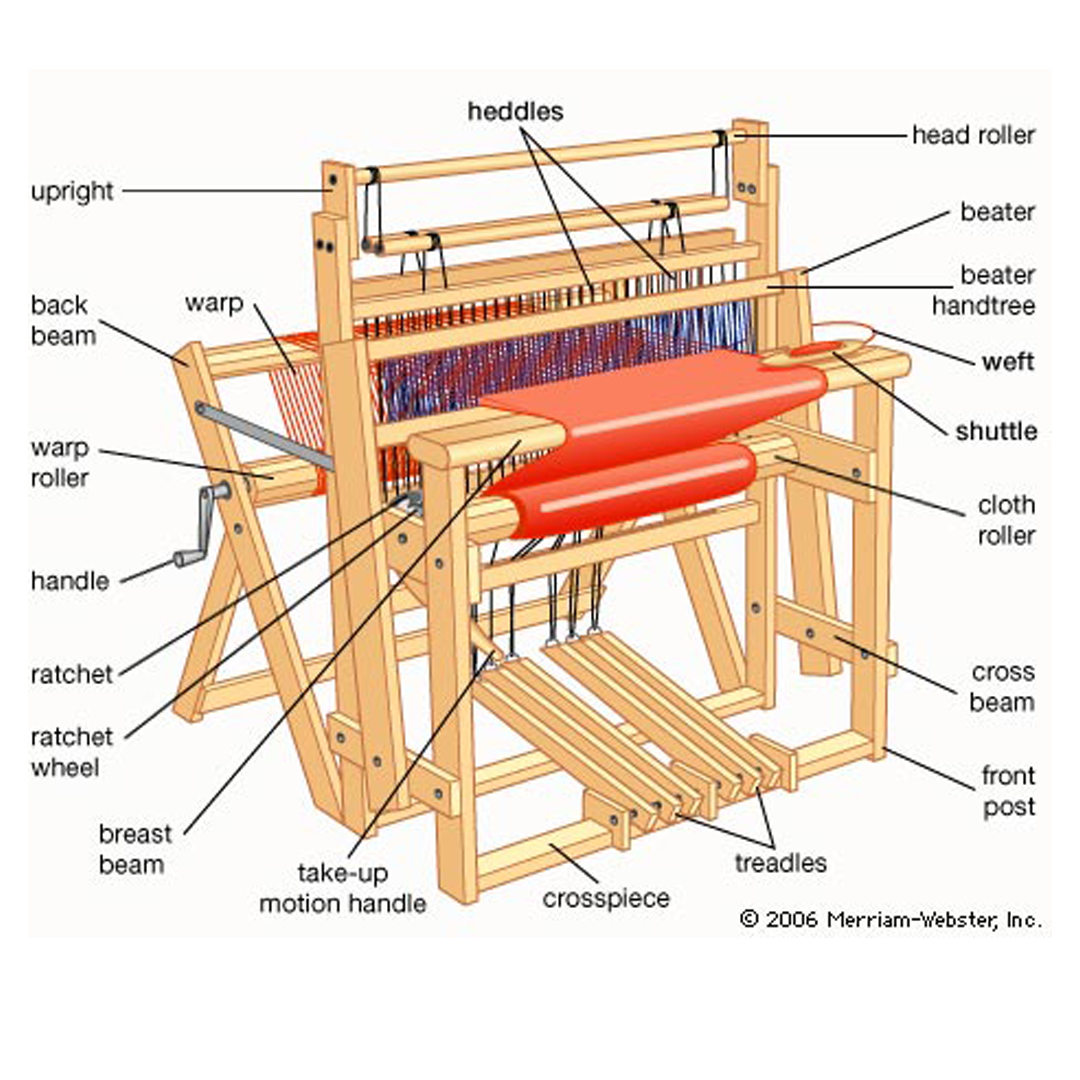 heddles
head roller
upright
beater
back
beam
warp
beater
handtree
weft
warp
roller
shuttle
cloth
roller
handle
ratchet
cross
beam
ratchet
wheel
front
post
breast
beam
take-up
motion handle
treadles
crosspiece
© 2006 Merriam-Webster, Inc.